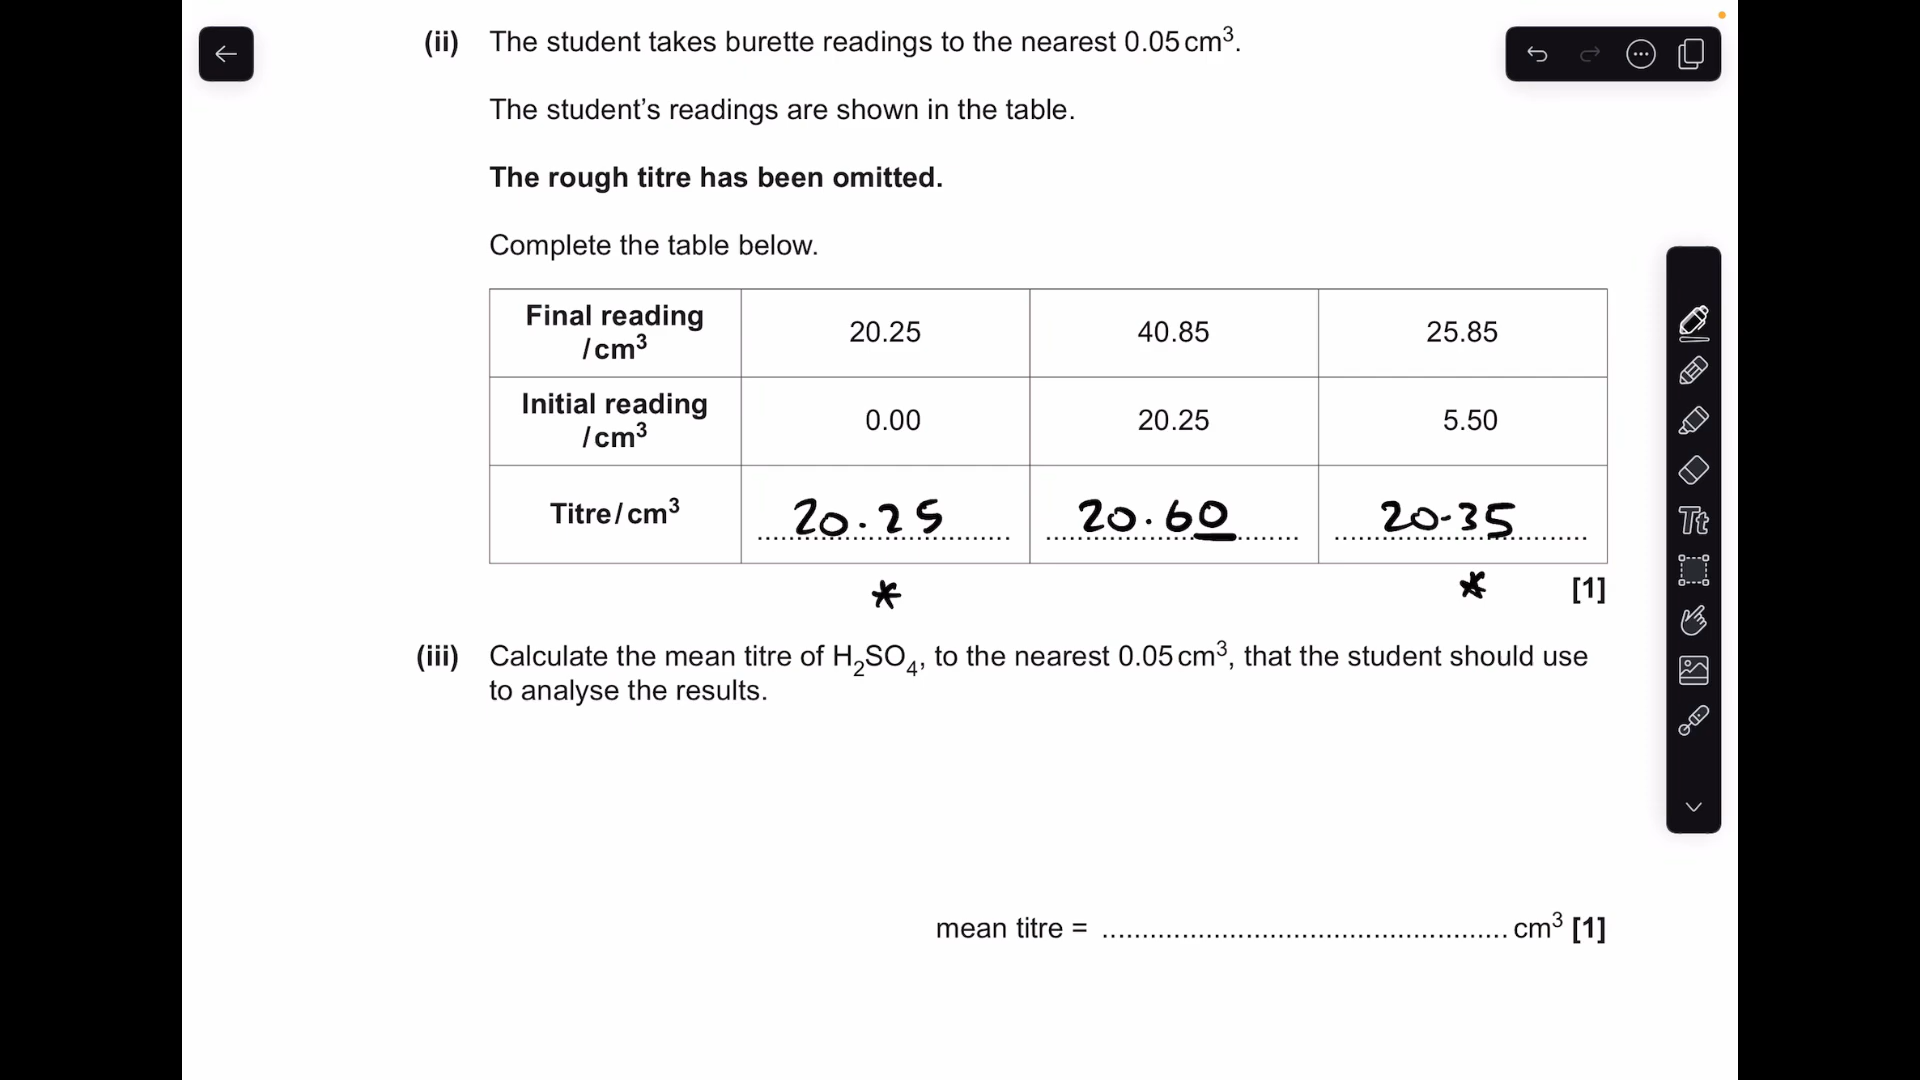 (ii) The student takes burette readings to the nearest 0.05 cm³.
The student's readings are shown in the table.
The rough titre has been omitted.
Complete the table below.
Final reading /cm³ 20.25 40.85 25.85
Initial reading /cm³ 0.00 20.25 5.50
Titre/cm³ 20.25 20.60 20.35
* * [1]
(iii) Calculate the mean titre of H₂SO₄, to the nearest 0.05 cm³, that the student should use
to analyse the results.
mean titre = .................................................. cm³ [1]
Tt